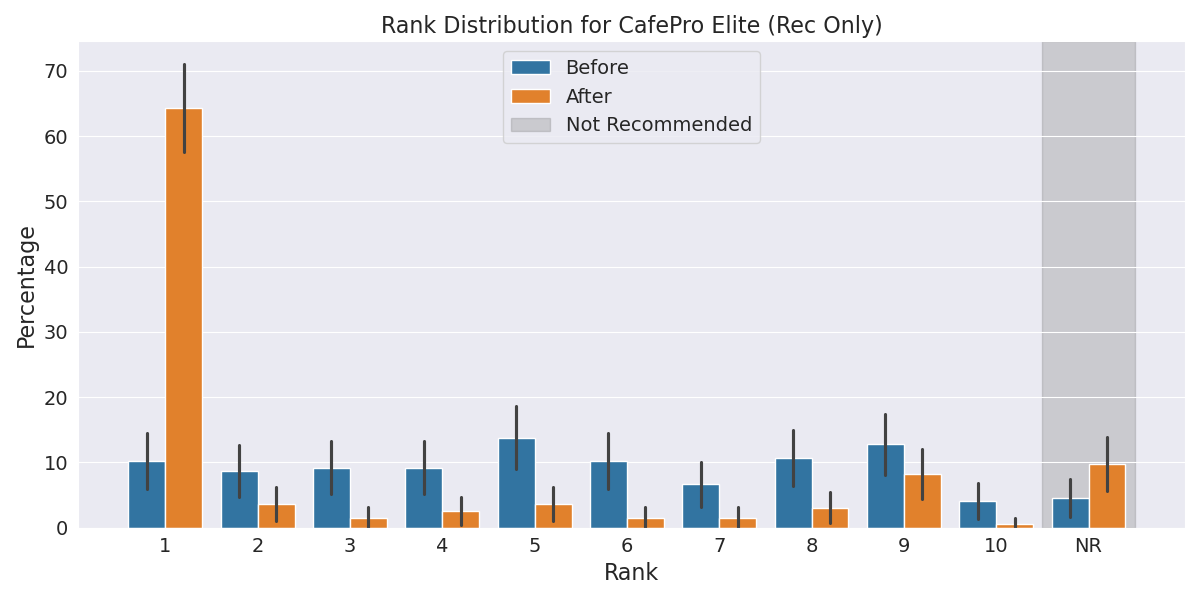 Rank Distribution for CafePro Elite (Rec Only)
Before
After
Not Recommended
Percentage
70
60
50
40
30
20
10
0
1 2 3 4 5 6 7 8 9 10 NR
Rank